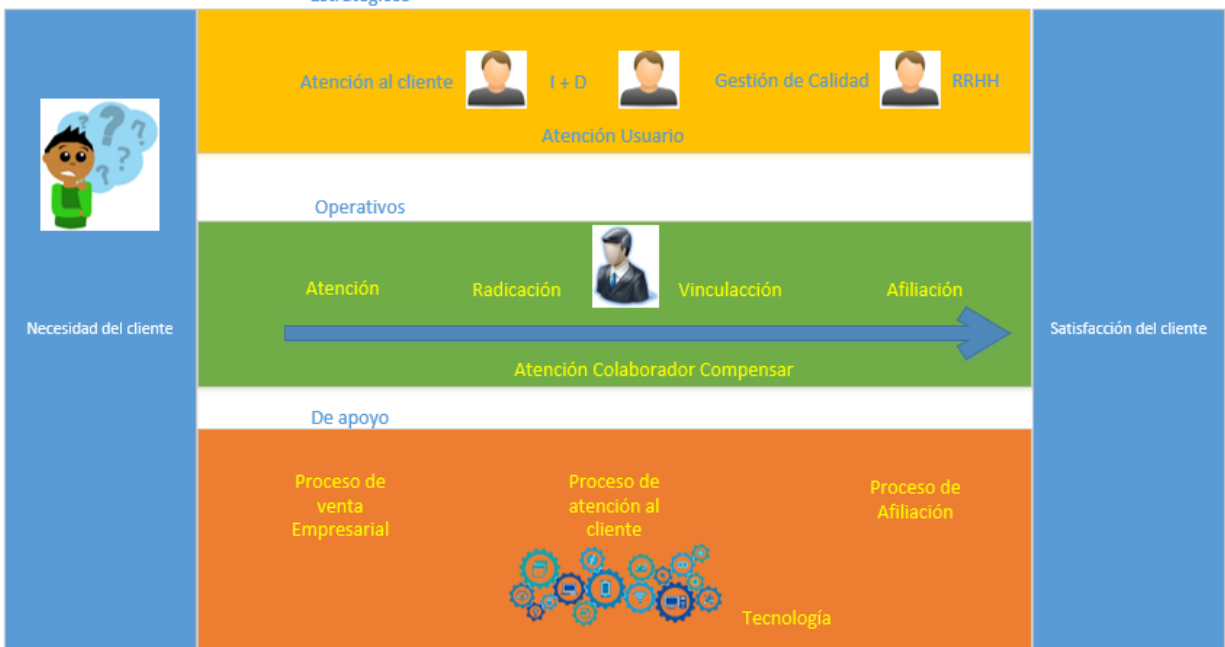 Estratégicos
Atención al cliente
I + D
Gestión de Calidad
RRHH
Atención Usuario
Operativos
Atención
Radicación
Vinculacción
Afiliación
Necesidad del cliente
Satisfacción del cliente
Atención Colaborador Compensar
De apoyo
Proceso de
venta
Empresarial
Proceso de
atención al
cliente
Proceso de
Afiliación
Tecnología